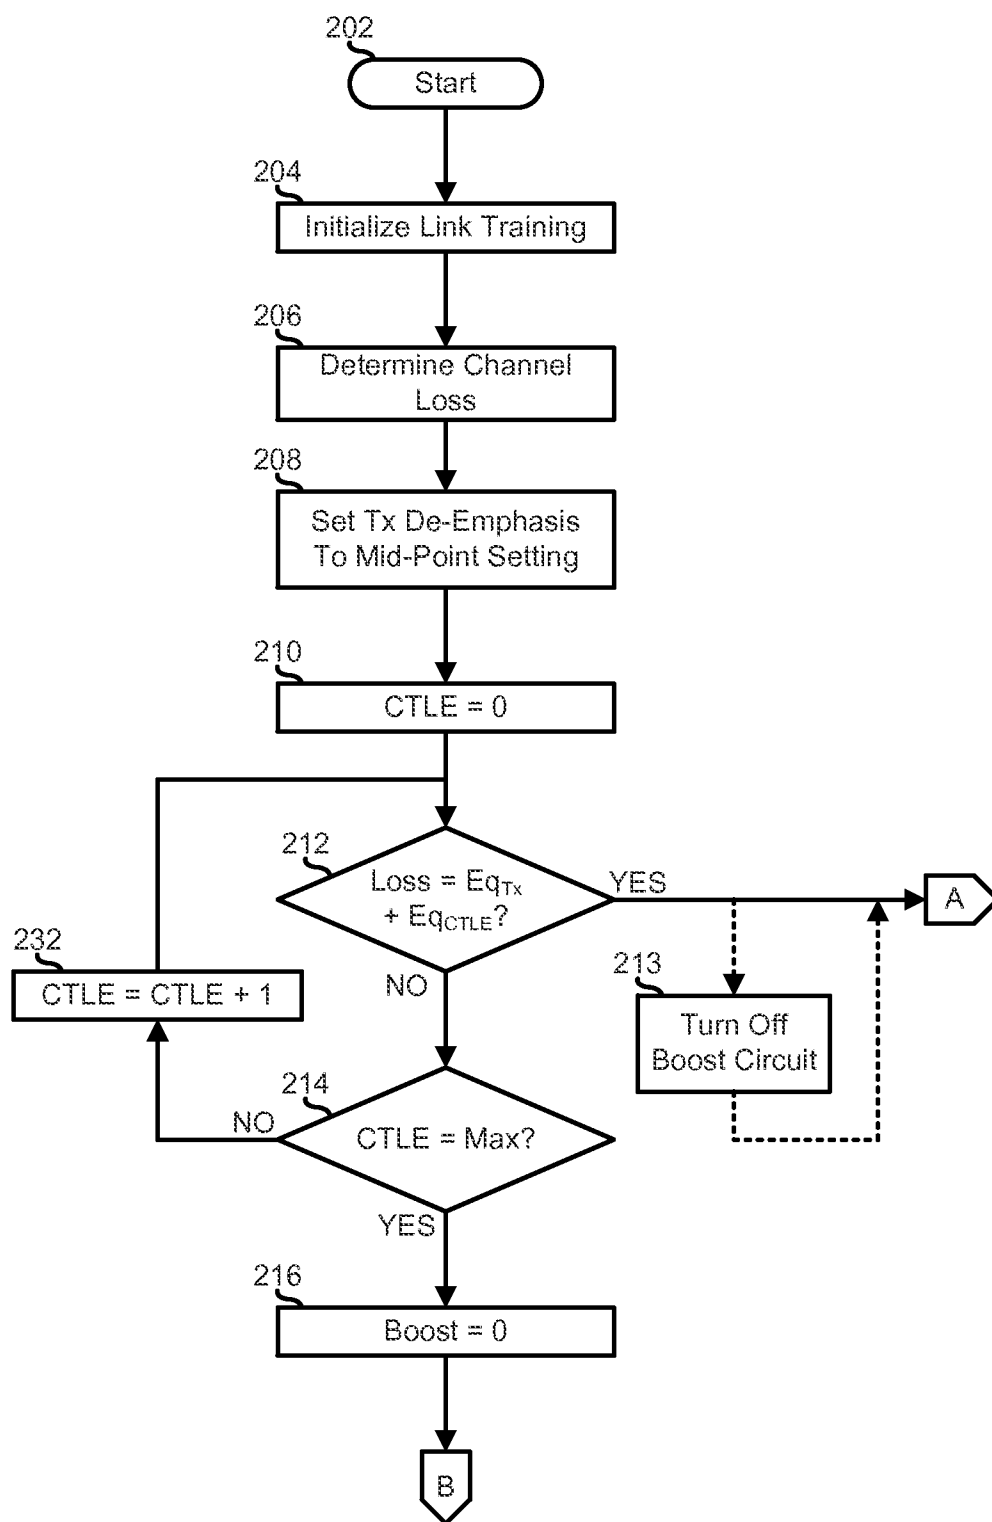 202
Start
204
Initialize Link Training
206
Determine Channel
Loss
208
Set Tx De-Emphasis
To Mid-Point Setting
210
CTLE = 0
212
Loss = EqTx
+ EqCTLE?
YES
A
NO
213
Turn Off
Boost Circuit
232
CTLE = CTLE + 1
214
NO
CTLE = Max?
YES
216
Boost = 0
B